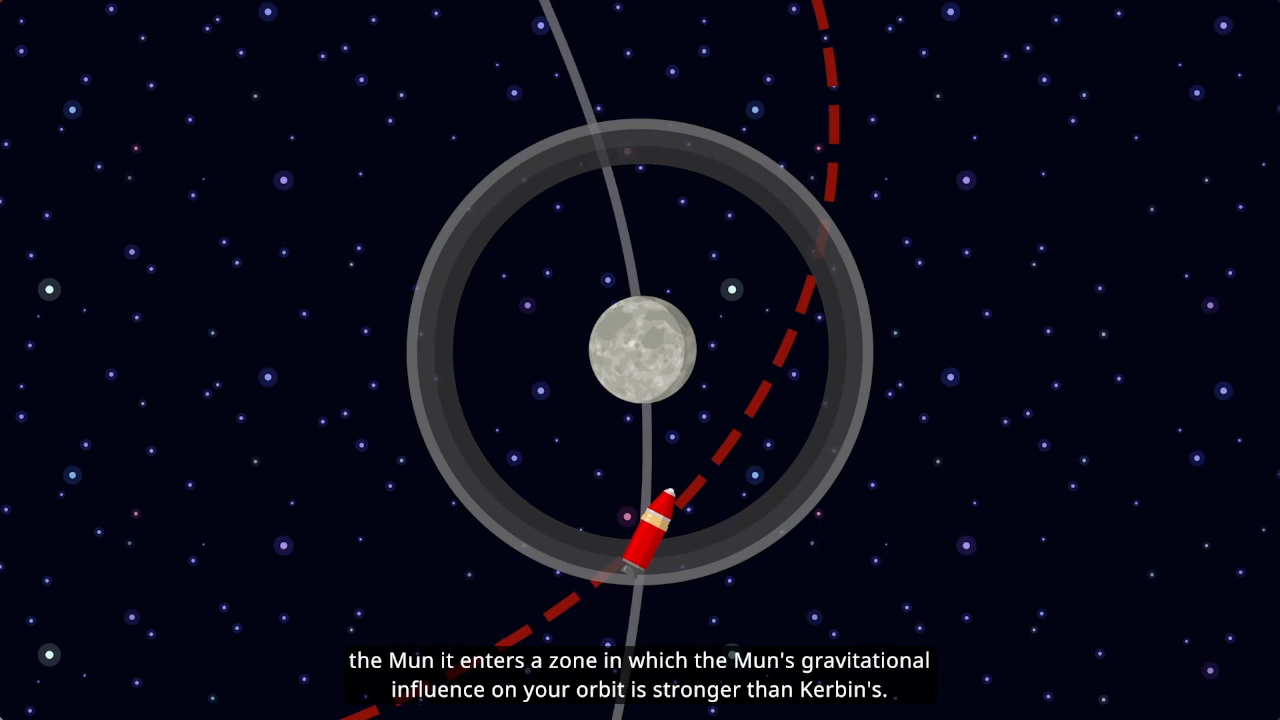 the Mun it enters a zone in which the Mun's gravitational
influence on your orbit is stronger than Kerbin's.